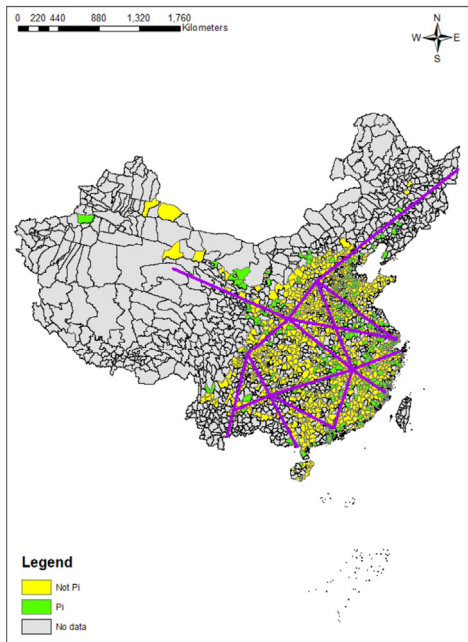 0 220 440 880 1,320 1,760
Kilometers
N
W E
S
Legend
Not Pi
Pi
No data